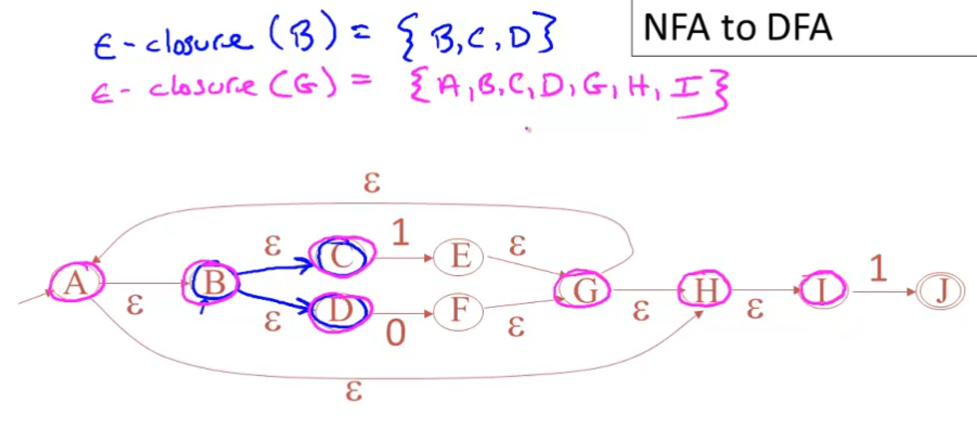 NFA to DFA
ε-closure (B) = { B, C, D}
ε-closure (G) = { A, B, C, D, G, H, I }
ε
ε C 1 E ε
A ε B G ε H ε I 1 J
ε D 0 F ε
ε